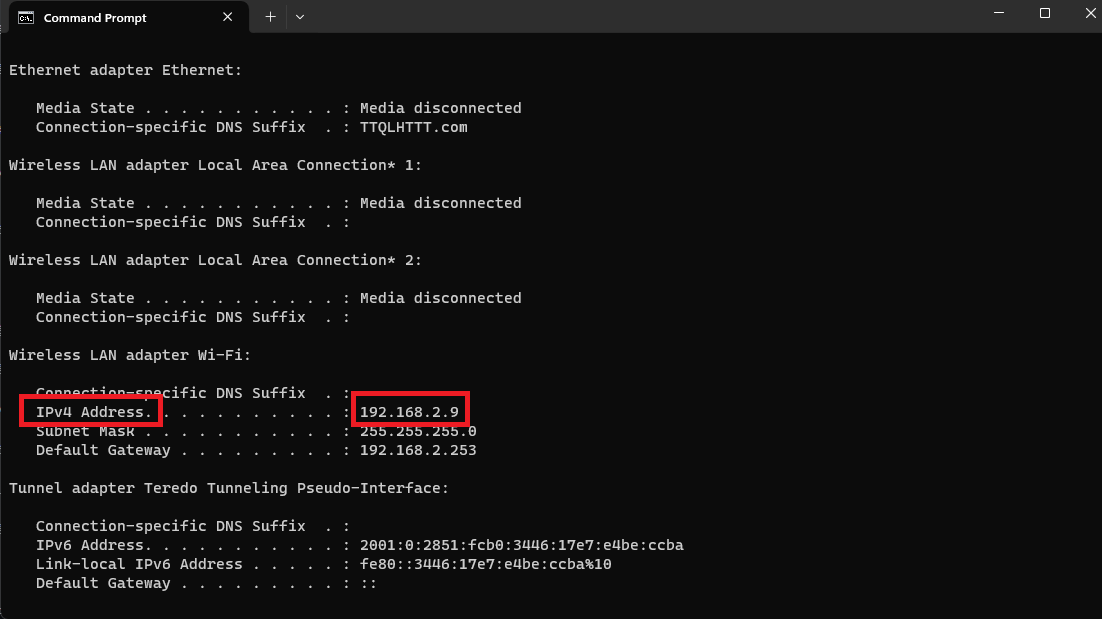 Command Prompt
Ethernet adapter Ethernet:
Media State . . . . . . . . . . . : Media disconnected
Connection-specific DNS Suffix  . : TTQLHTTT.com
Wireless LAN adapter Local Area Connection* 1:
Media State . . . . . . . . . . . : Media disconnected
Connection-specific DNS Suffix  . :
Wireless LAN adapter Local Area Connection* 2:
Media State . . . . . . . . . . . : Media disconnected
Connection-specific DNS Suffix  . :
Wireless LAN adapter Wi-Fi:
Connection-specific DNS Suffix  . :
IPv4 Address. . . . . . . . . . . : 192.168.2.9
Subnet Mask . . . . . . . . . . . : 255.255.255.0
Default Gateway . . . . . . . . . : 192.168.2.253
Tunnel adapter Teredo Tunneling Pseudo-Interface:
Connection-specific DNS Suffix  . :
IPv6 Address. . . . . . . . . . . : 2001:0:2851:fcb0:3446:17e7:e4be:ccba
Link-local IPv6 Address . . . . . : fe80::3446:17e7:e4be:ccba%10
Default Gateway . . . . . . . . . : ::